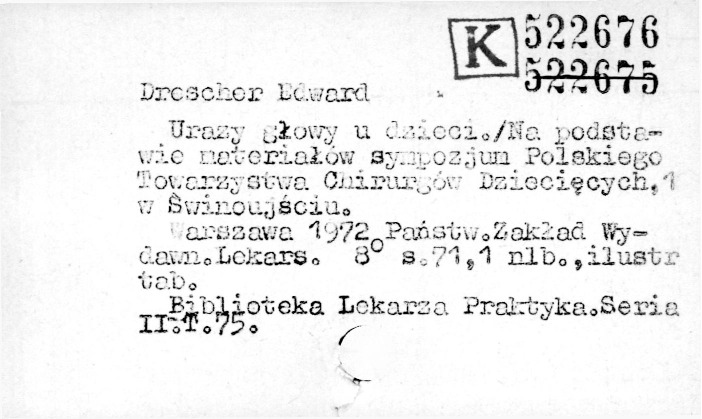 K 522676
522675
Drescher Edward
Urazy głowy u dzieci./Na podsta-
wie materiałów sympozjum Polskiego
Towarzystwa Chirurgów Dziecięcych,1
w Świnoujściu.
Warszawa 1972 Państw.Zakład Wy-
dawn.Lekars. 8° s.71,1 nlb.,ilustr
tab.
Biblioteka Lekarza Praktyka.Seria
II.T.75.